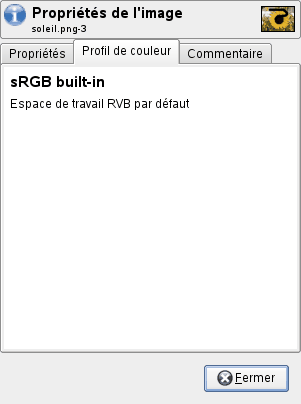 Propriétés de l'image
soleil.png-3
Propriétés
Profil de couleur
Commentaire
sRGB built-in
Espace de travail RVB par défaut
Fermer